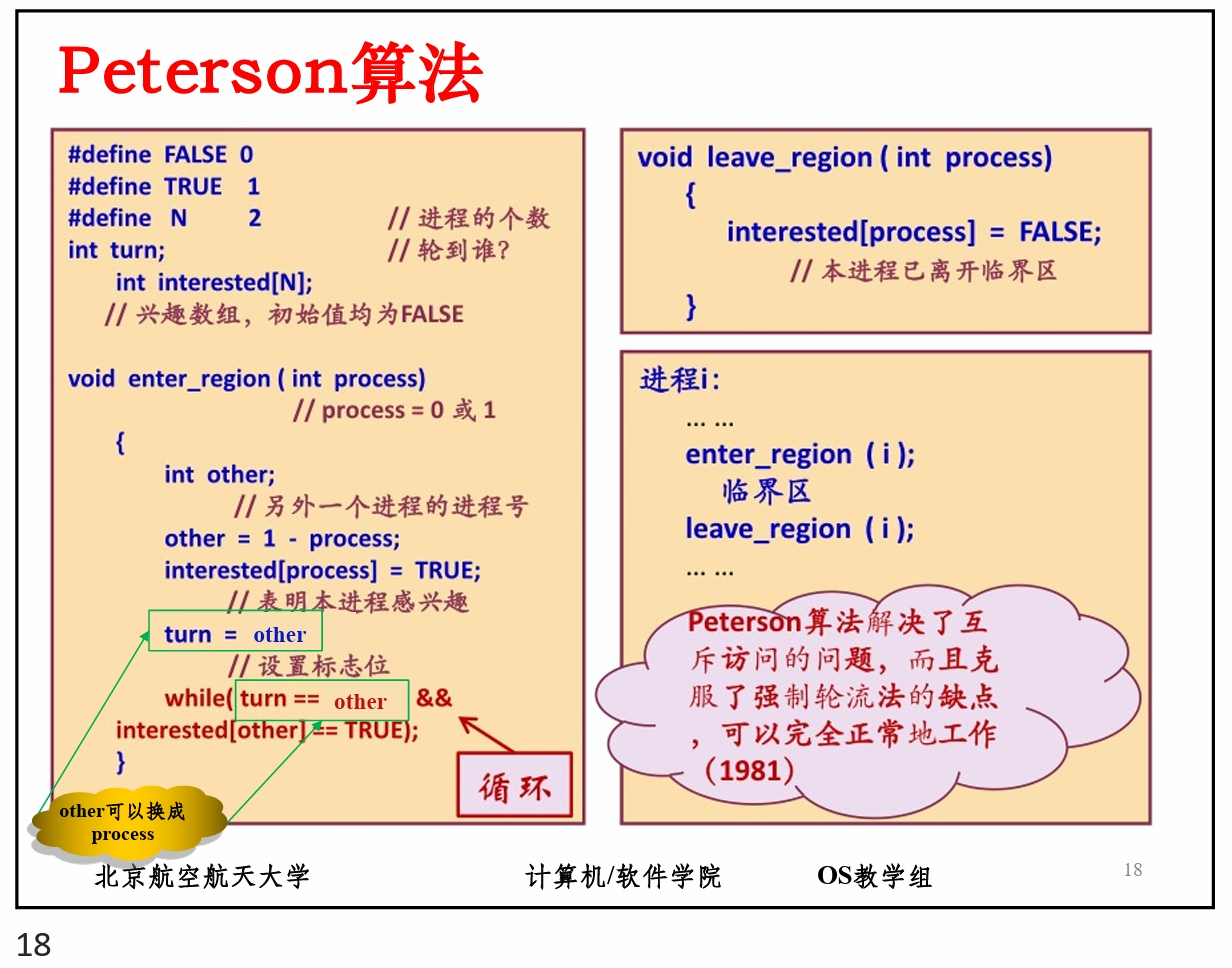 Peterson算法
#define FALSE 0
#define TRUE 1
#define N 2 // 进程的个数
int turn; // 轮到谁?
int interested[N];
// 兴趣数组，初始值均为FALSE
void enter_region ( int process)
// process = 0 或 1
{
int other;
// 另外一个进程的进程号
other = 1 - process;
interested[process] = TRUE;
// 表明本进程感兴趣
turn = other
// 设置标志位
while( turn == other &&
interested[other] == TRUE);
}
循环
other可以换成
process
void leave_region ( int process)
{
interested[process] = FALSE;
// 本进程已离开临界区
}
进程i：
... ...
enter_region ( i );
临界区
leave_region ( i );
... ...
Peterson算法解决了互
斥访问的问题，而且克
服了强制轮流法的缺点
，可以完全正常地工作
（1981）
北京航空航天大学 计算机/软件学院 OS教学组 18
18